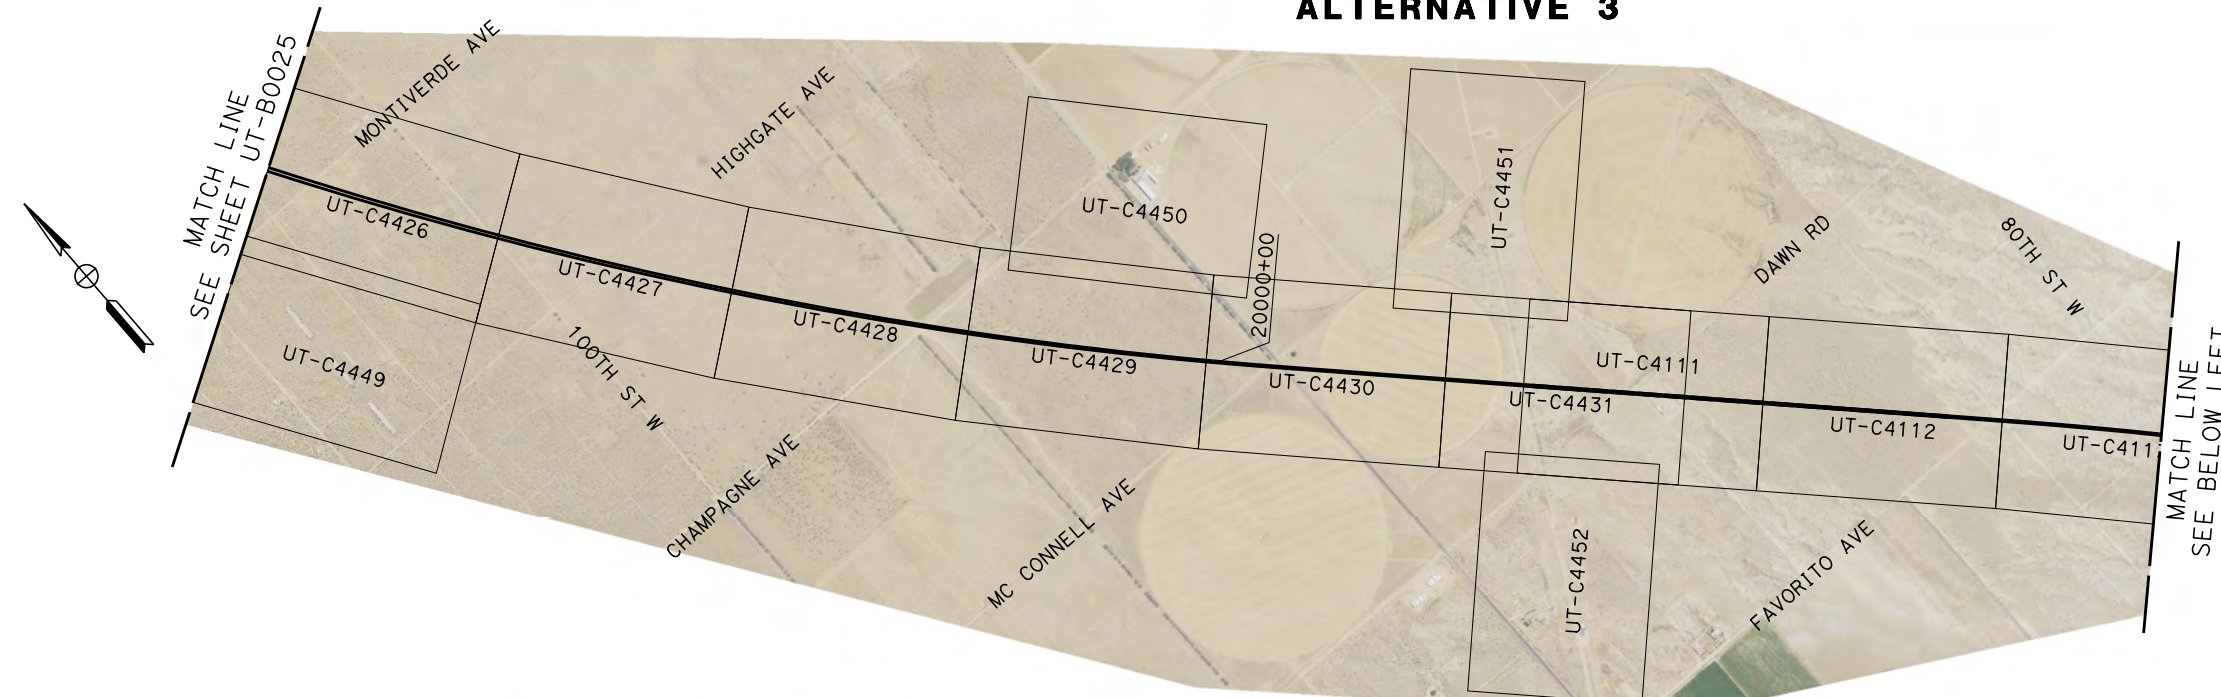 ALTERNATIVE 3
MATCH LINE
SEE SHEET UT-B0025
MONTIVERDE AVE
HIGHGATE AVE
UT-C4426
UT-C4427
UT-C4428
UT-C4429
UT-C4430
UT-C4431
UT-C4111
UT-C4112
UT-C411
UT-C4449
UT-C4450
UT-C4451
UT-C4452
20000+00
100TH ST W
CHAMPAGNE AVE
MC CONNELL AVE
DAWN RD
80TH ST W
FAVORITO AVE
MATCH LINE
SEE BELOW LEFT